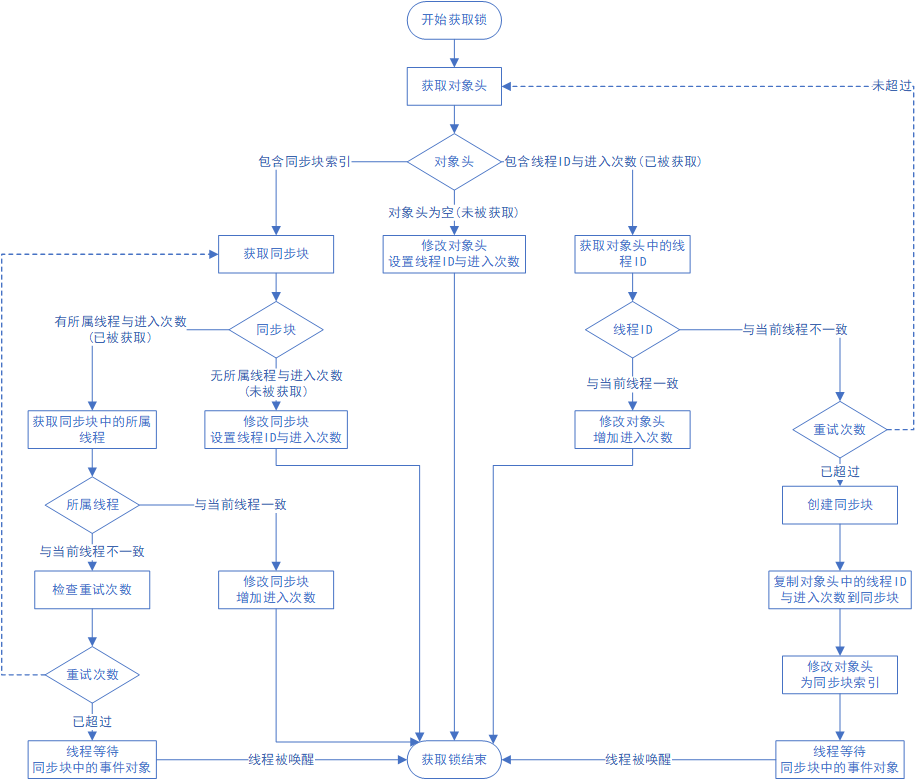 开始获取锁
获取对象头
未超过
对象头
包含同步块索引
包含线程ID与进入次数(已被获取)
对象头为空(未被获取)
获取同步块
修改对象头
设置线程ID与进入次数
获取对象头中的线
程ID
有所属线程与进入次数
(已被获取)
同步块
线程ID
与当前线程不一致
无所属线程与进入次数
(未被获取)
与当前线程一致
获取同步块中的所属
线程
修改同步块
设置线程ID与进入次数
修改对象头
增加进入次数
重试次数
已超过
所属线程
与当前线程一致
创建同步块
与当前线程不一致
检查重试次数
修改同步块
增加进入次数
复制对象头中的线程ID
与进入次数到同步块
重试次数
修改对象头
为同步块索引
已超过
线程等待
同步块中的事件对象
线程被唤醒
获取锁结束
线程被唤醒
线程等待
同步块中的事件对象